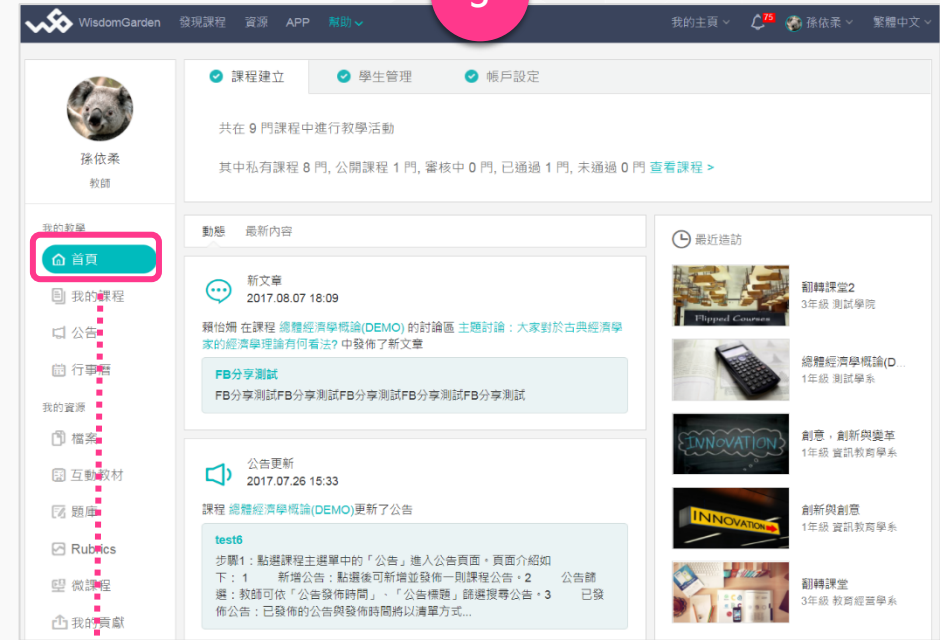 WisdomGarden 發現課程 資源 APP 幫助 我的主頁 75 孫依柔 繁體中文
孫依柔
教師
我的教學
首頁
我的課程
公告
行事曆
我的資源
檔案
互動教材
題庫
Rubrics
微課程
我的貢獻
課程建立 學生管理 帳戶設定
共在 9 門課程中進行教學活動
其中私有課程 8 門, 公開課程 1 門, 審核中 0 門, 已通過 1 門, 未通過 0 門 查看課程 >
動態 最新內容
新文章
2017.08.07 18:09
賴怡姍 在課程 總體經濟學概論(DEMO) 的討論區 主題討論：大家對於古典經濟學
家的經濟學理論有何看法? 中發佈了新文章
FB分享測試
FB分享測試FB分享測試FB分享測試FB分享測試FB分享測試
公告更新
2017.07.26 15:33
課程 總體經濟學概論(DEMO)更新了公告
test6
步驟1：點選課程主選單中的「公告」進入公告頁面。頁面介紹如
下： 1 新增公告：點選後可新增並發佈一則課程公告。2 公告篩
選：教師可依「公告發佈時間」、「公告標題」篩選搜尋公告。3 已發
佈公告：已發佈的公告與發佈時間將以清單方式...
最近造訪
Flipped Courses
翻轉課堂2
3年級 測試學院
總體經濟學概論(D...
1年級 測試學系
INNOVATION
創意，創新與變革
1年級 資訊教育學系
INNOVATION
創新與創意
1年級 資訊教育學系
翻轉課堂
3年級 教育經營學系